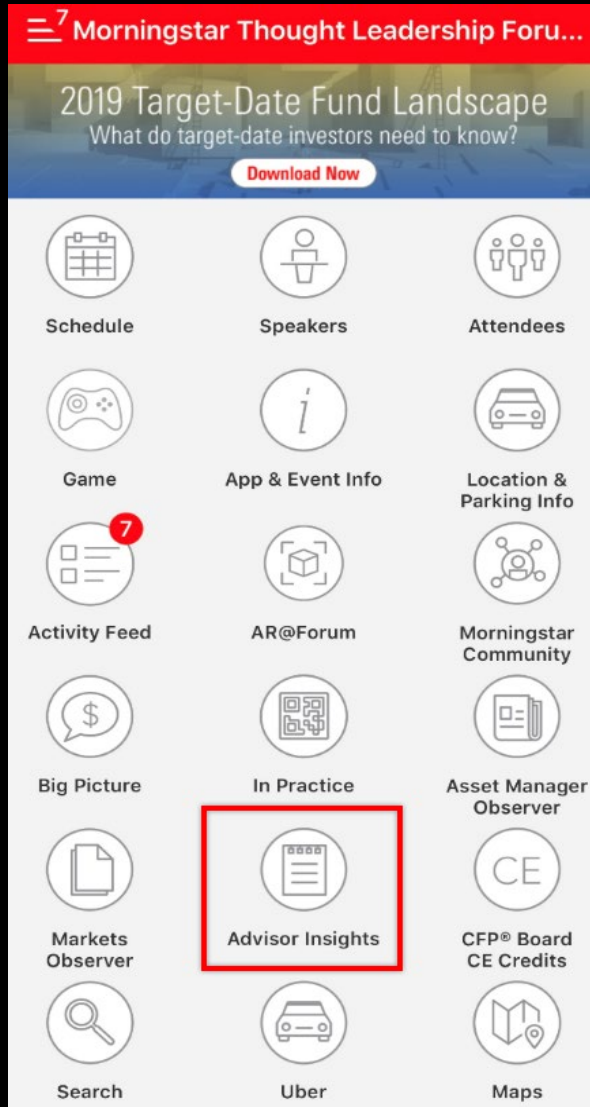 7
Morningstar Thought Leadership Foru...
2019 Target-Date Fund Landscape
What do target-date investors need to know?
Download Now
Schedule
Speakers
Attendees
i
Game
App & Event Info
Location &
Parking Info
7
Activity Feed
AR@Forum
Morningstar
Community
$
Big Picture
In Practice
Asset Manager
Observer
CE
Markets
Observer
Advisor Insights
CFP® Board
CE Credits
Search
Uber
Maps